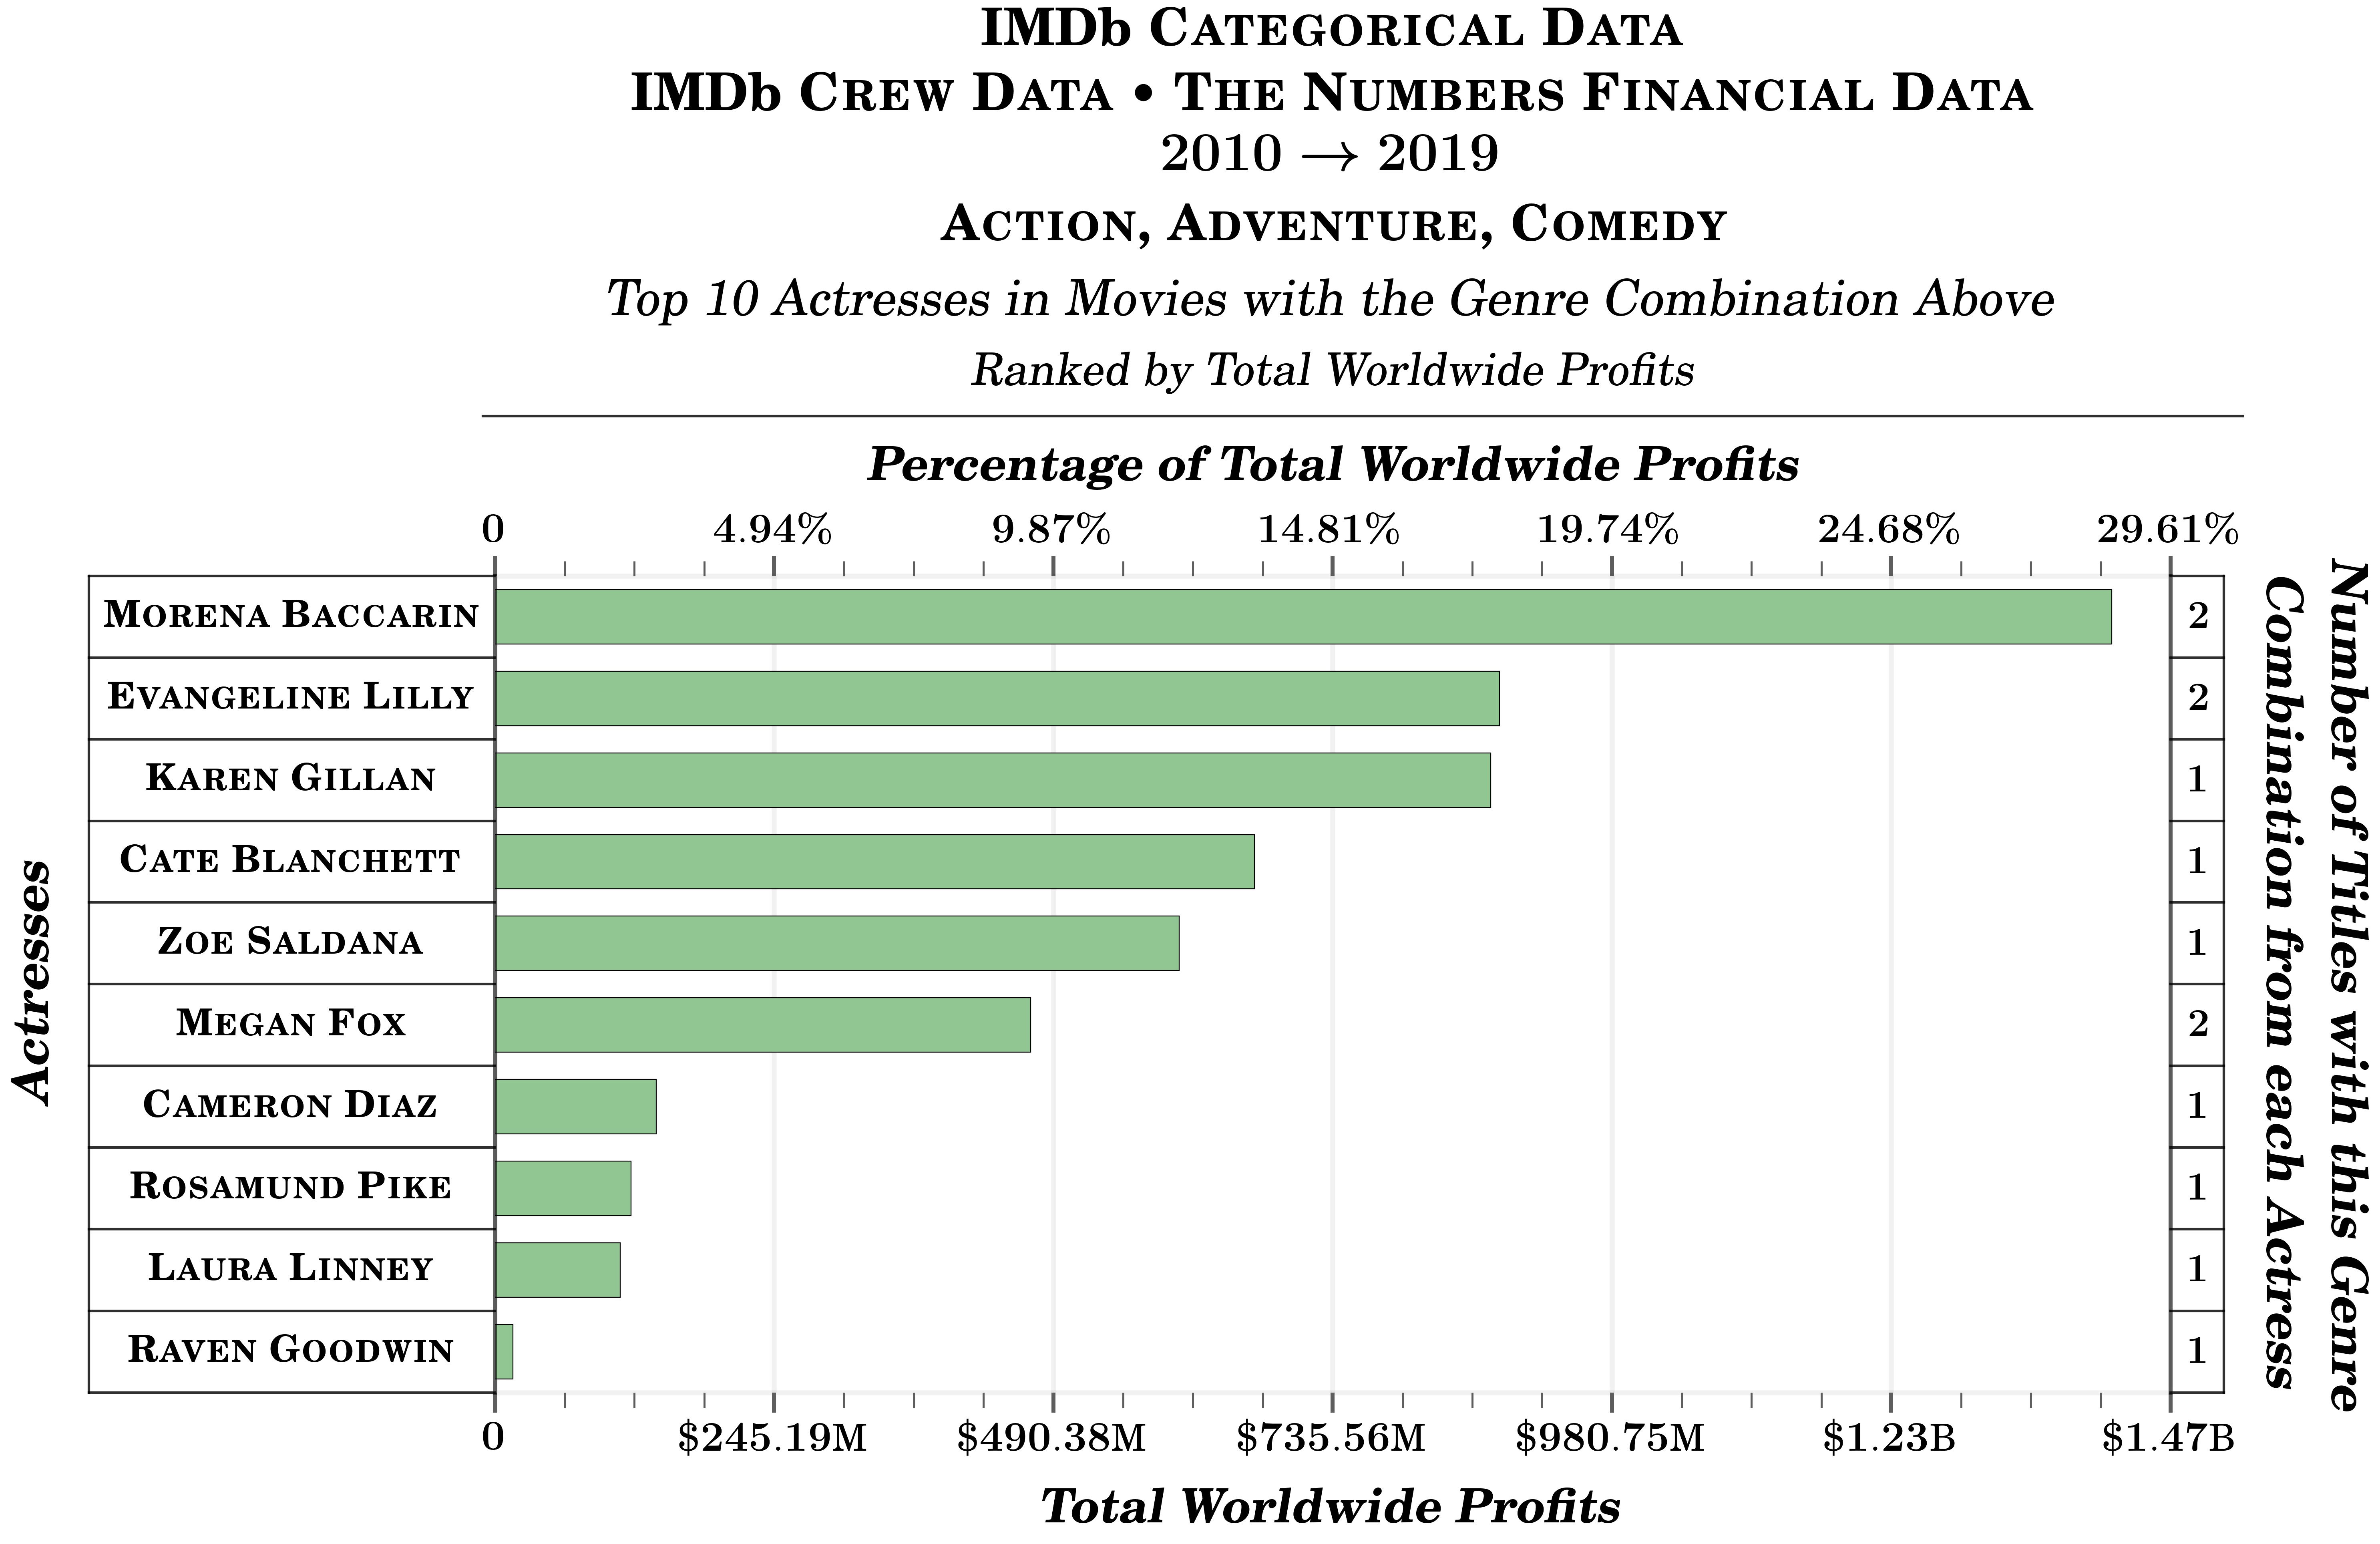 IMDb Categorical Data
IMDb Crew Data • The Numbers Financial Data
2010 → 2019
Action, Adventure, Comedy
Top 10 Actresses in Movies with the Genre Combination Above
Ranked by Total Worldwide Profits
Percentage of Total Worldwide Profits
0 4.94% 9.87% 14.81% 19.74% 24.68% 29.61%
Actresses
Morena Baccarin 2
Evangeline Lilly 2
Karen Gillan 1
Cate Blanchett 1
Zoe Saldana 1
Megan Fox 2
Cameron Diaz 1
Rosamund Pike 1
Laura Linney 1
Raven Goodwin 1
Number of Titles with this Genre
Combination from each Actress
0 $245.19M $490.38M $735.56M $980.75M $1.23B $1.47B
Total Worldwide Profits